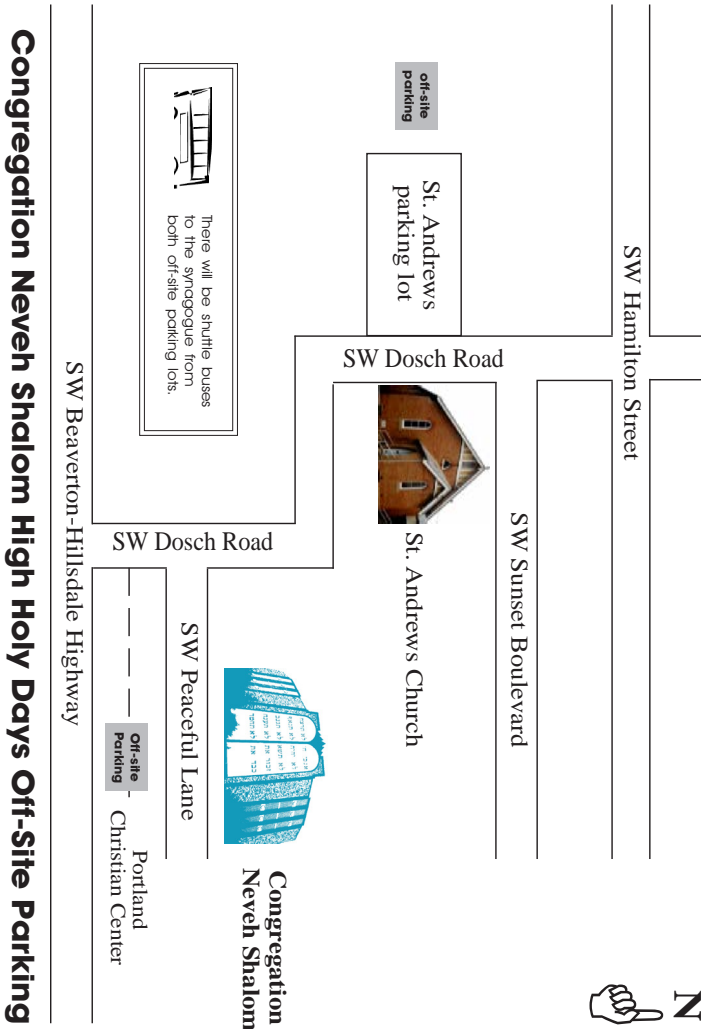 N
SW Hamilton Street
SW Sunset Boulevard
off-site
parking
St. Andrews
parking lot
SW Dosch Road
St. Andrews Church
There will be shuttle buses
to the synagogue from
both off-site parking lots.
SW Dosch Road
Congregation
Neveh Shalom
SW Peaceful Lane
Off-site
Parking
Portland
Christian Center
SW Beaverton-Hillsdale Highway
Congregation Neveh Shalom High Holy Days Off-Site Parking